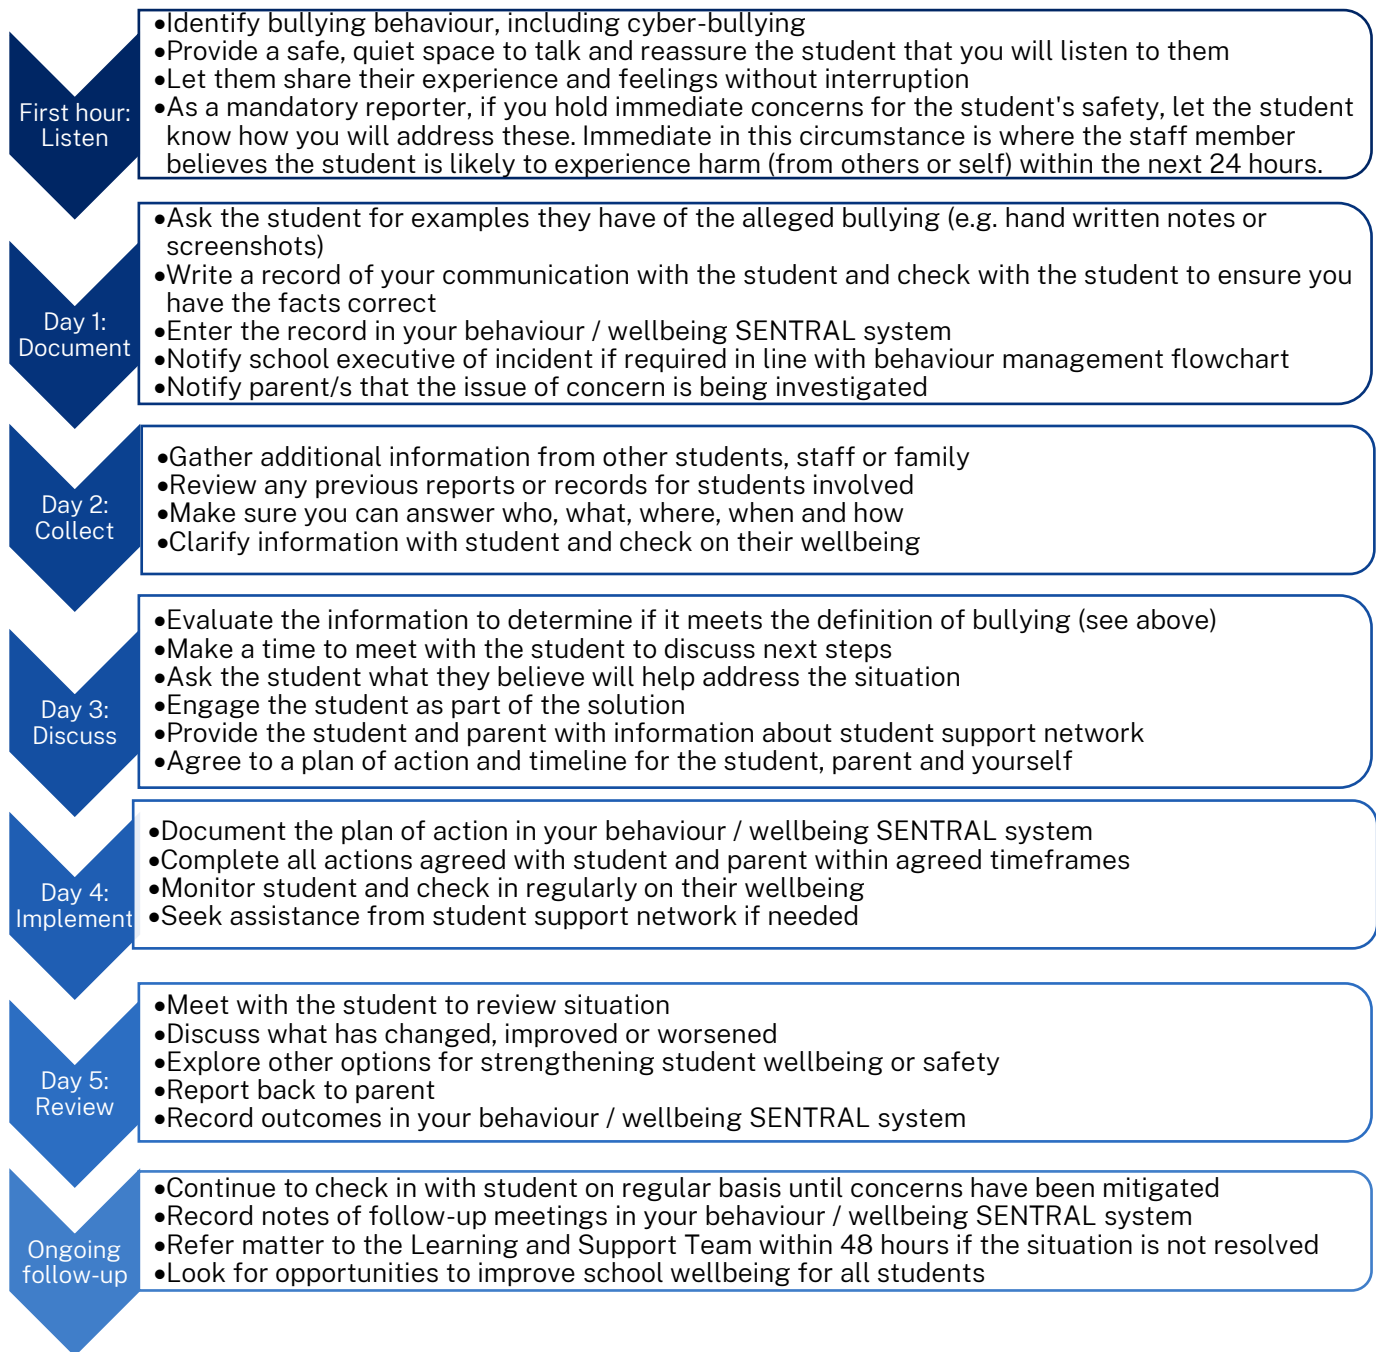 First hour:
Listen
•Identify bullying behaviour, including cyber-bullying
•Provide a safe, quiet space to talk and reassure the student that you will listen to them
•Let them share their experience and feelings without interruption
•As a mandatory reporter, if you hold immediate concerns for the student's safety, let the student
know how you will address these. Immediate in this circumstance is where the staff member
believes the student is likely to experience harm (from others or self) within the next 24 hours.
Day 1:
Document
•Ask the student for examples they have of the alleged bullying (e.g. hand written notes or
screenshots)
•Write a record of your communication with the student and check with the student to ensure you
have the facts correct
•Enter the record in your behaviour / wellbeing SENTRAL system
•Notify school executive of incident if required in line with behaviour management flowchart
•Notify parent/s that the issue of concern is being investigated
Day 2:
Collect
•Gather additional information from other students, staff or family
•Review any previous reports or records for students involved
•Make sure you can answer who, what, where, when and how
•Clarify information with student and check on their wellbeing
Day 3:
Discuss
•Evaluate the information to determine if it meets the definition of bullying (see above)
•Make a time to meet with the student to discuss next steps
•Ask the student what they believe will help address the situation
•Engage the student as part of the solution
•Provide the student and parent with information about student support network
•Agree to a plan of action and timeline for the student, parent and yourself
Day 4:
Implement
•Document the plan of action in your behaviour / wellbeing SENTRAL system
•Complete all actions agreed with student and parent within agreed timeframes
•Monitor student and check in regularly on their wellbeing
•Seek assistance from student support network if needed
Day 5:
Review
•Meet with the student to review situation
•Discuss what has changed, improved or worsened
•Explore other options for strengthening student wellbeing or safety
•Report back to parent
•Record outcomes in your behaviour / wellbeing SENTRAL system
Ongoing
follow-up
•Continue to check in with student on regular basis until concerns have been mitigated
•Record notes of follow-up meetings in your behaviour / wellbeing SENTRAL system
•Refer matter to the Learning and Support Team within 48 hours if the situation is not resolved
•Look for opportunities to improve school wellbeing for all students